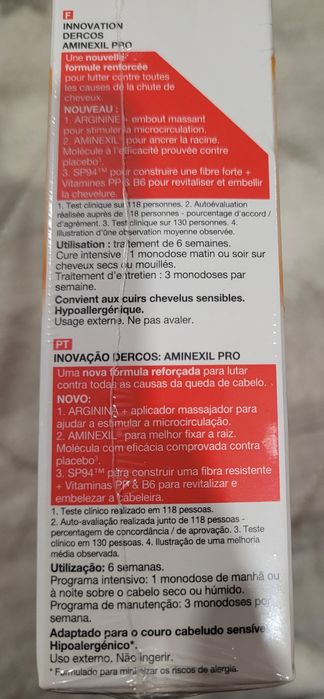 F
INNOVATION
DERCOS
AMINEXIL PRO
Une nouvelle
formule renforcée
pour lutter contre toutes
les causes de la chute de
cheveux.
NOUVEAU :
1. ARGININE + embout massant
pour stimuler la microcirculation.
2. AMINEXIL pour ancrer la racine.
Molécule à l'efficacité prouvée contre
placebo¹.
3. SP94™ pour construire une fibre forte +
Vitamines PP & B6 pour revitaliser et embellir
la chevelure.
1. Test clinique sur 118 personnes. 2. Autoévaluation
réalisée auprès de 118 personnes - pourcentage d'accord /
d'agrément. 3. Test clinique sur 130 personnes. 4.
Illustration d'une observation moyenne observée.
Utilisation : traitement de 6 semaines.
Cure intensive : 1 monodose matin ou soir sur
cheveux secs ou mouillés.
Traitement d'entretien : 3 monodoses par
semaine.
Convient aux cuirs chevelus sensibles.
Hypoallergénique.
Usage externe. Ne pas avaler.
PT
INOVAÇÃO DERCOS: AMINEXIL PRO
Uma nova fórmula reforçada para lutar
contra todas as causas da queda de cabelo.
NOVO:
1. ARGININA + aplicador massajador para
ajudar a estimular a microcirculação.
2. AMINEXIL para melhor fixar a raiz.
Molécula com eficácia comprovada contra
placebo¹.
3. SP94™ para construir uma fibra resistente
+ Vitaminas PP & B6 para revitalizar e
embelezar a cabeleira.
1. Teste clínico realizado em 118 pessoas.
2. Auto-avaliação realizada junto de 118 pessoas -
percentagem de concordância / de aprovação. 3. Teste
clínico em 130 pessoas. 4. Ilustração de uma melhoria
média observada.
Utilização: 6 semanas.
Programa intensivo: 1 monodose de manhã ou
à noite sobre o cabelo seco ou húmido.
Programa de manutenção: 3 monodoses por
semana.
Adaptado para o couro cabeludo sensível
Hipoalergénico*.
Uso externo. Não ingerir.
* Formulado para minimizar os riscos de alergia.